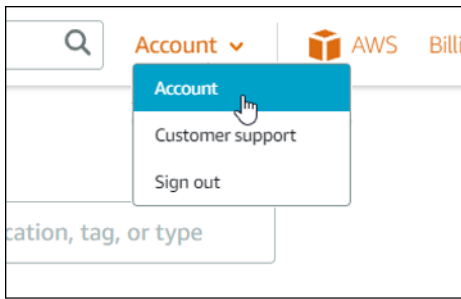 Account AWS Billi
Account
Customer support
Sign out
cation, tag, or type